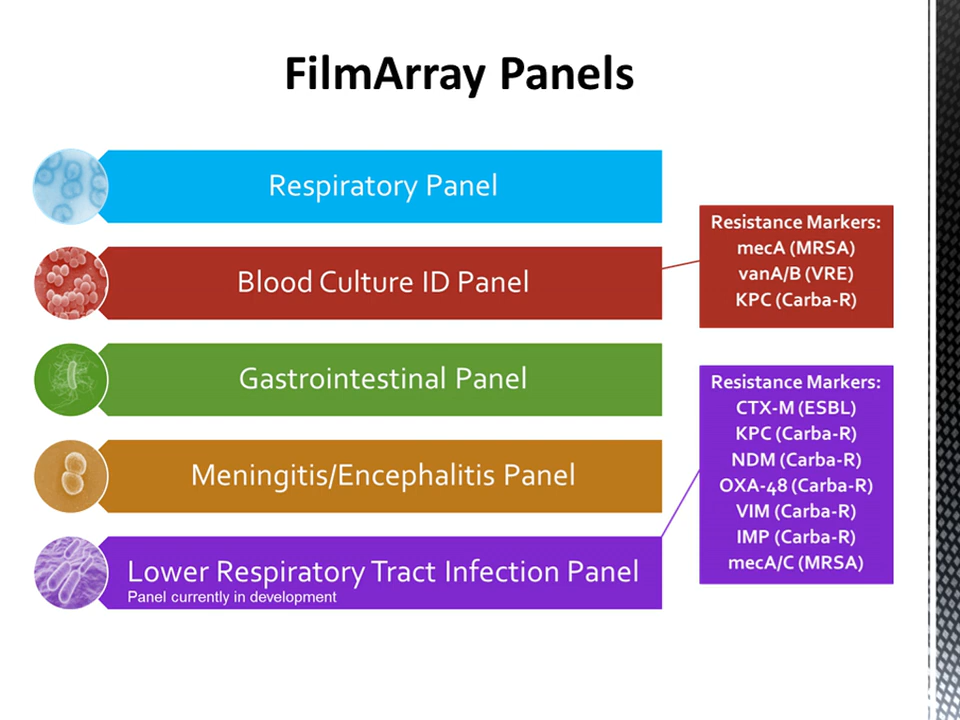 FilmArray Panels
Respiratory Panel
Blood Culture ID Panel
Gastrointestinal Panel
Meningitis/Encephalitis Panel
Lower Respiratory Tract Infection Panel
Panel currently in development
Resistance Markers:
mecA (MRSA)
vanA/B (VRE)
KPC (Carba-R)
Resistance Markers:
CTX-M (ESBL)
KPC (Carba-R)
NDM (Carba-R)
OXA-48 (Carba-R)
VIM (Carba-R)
IMP (Carba-R)
mecA/C (MRSA)